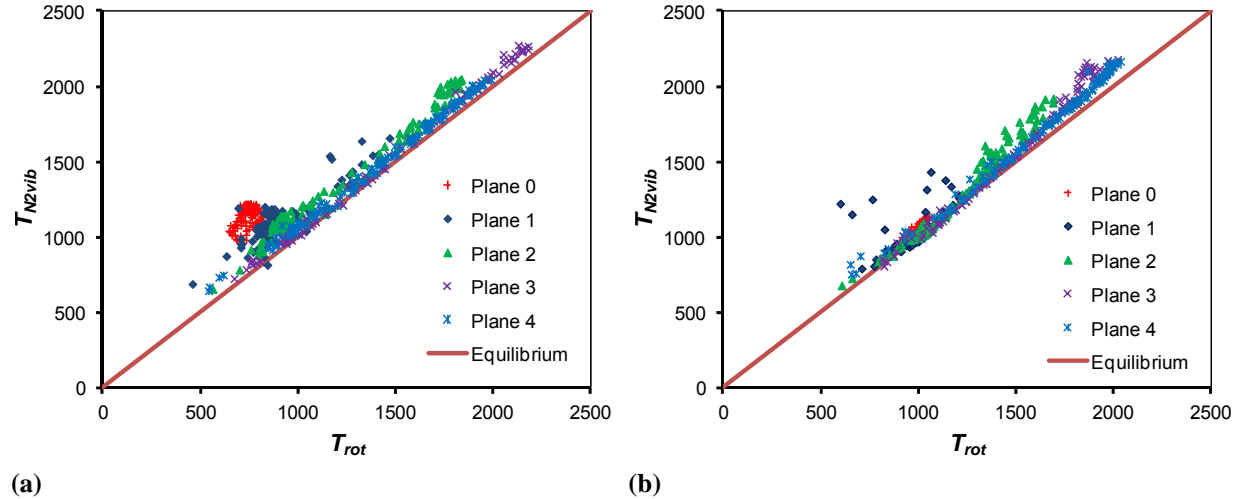 2500
2000
1500
1000
500
0
T_N2vib
0 500 1000 1500 2000 2500
T_rot
Plane 0
Plane 1
Plane 2
Plane 3
Plane 4
Equilibrium
(a)
2500
2000
1500
1000
500
0
T_N2vib
0 500 1000 1500 2000 2500
T_rot
Plane 0
Plane 1
Plane 2
Plane 3
Plane 4
Equilibrium
(b)